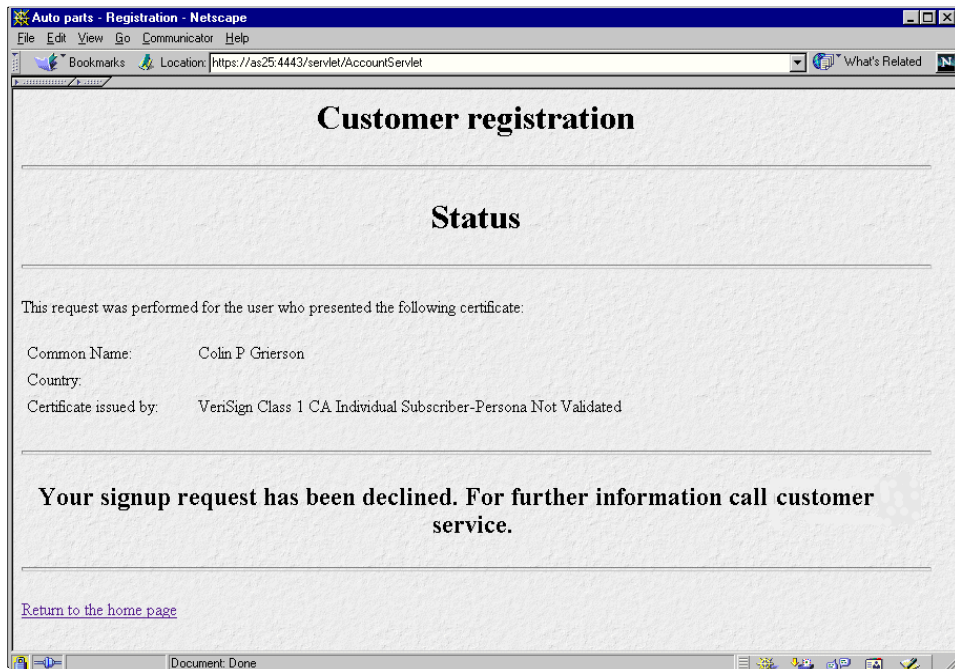 Auto parts - Registration - Netscape
File Edit View Go Communicator Help
Bookmarks Location: https://as25:4443/servlet/AccountServlet What's Related N
Customer registration
Status
This request was performed for the user who presented the following certificate:
Common Name: Colin P Grierson
Country:
Certificate issued by: VeriSign Class 1 CA Individual Subscriber-Persona Not Validated
Your signup request has been declined. For further information call customer
service.
Return to the home page
Document: Done